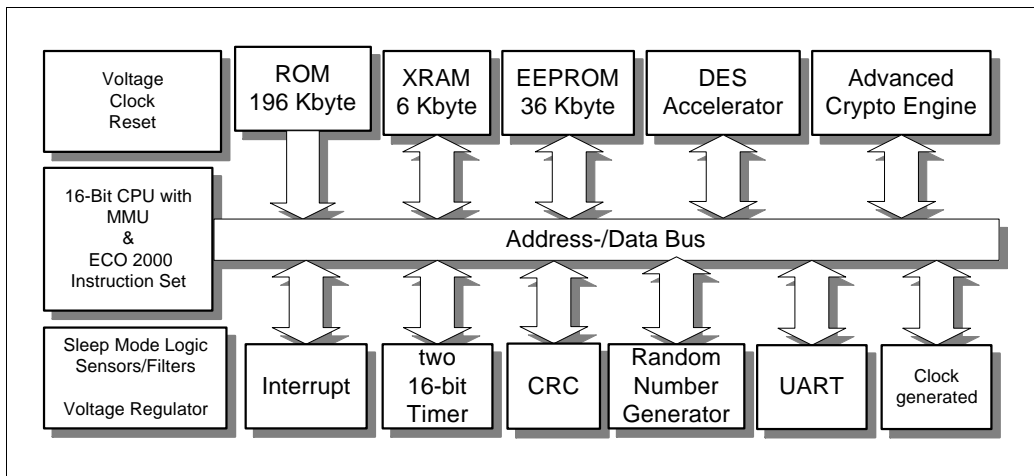 Voltage
Clock
Reset
ROM
196 Kbyte
XRAM
6 Kbyte
EEPROM
36 Kbyte
DES
Accelerator
Advanced
Crypto Engine
16-Bit CPU with
MMU
&
ECO 2000
Instruction Set
Address-/Data Bus
Sleep Mode Logic
Sensors/Filters
Voltage Regulator
Interrupt
two
16-bit
Timer
CRC
Random
Number
Generator
UART
Clock
generated